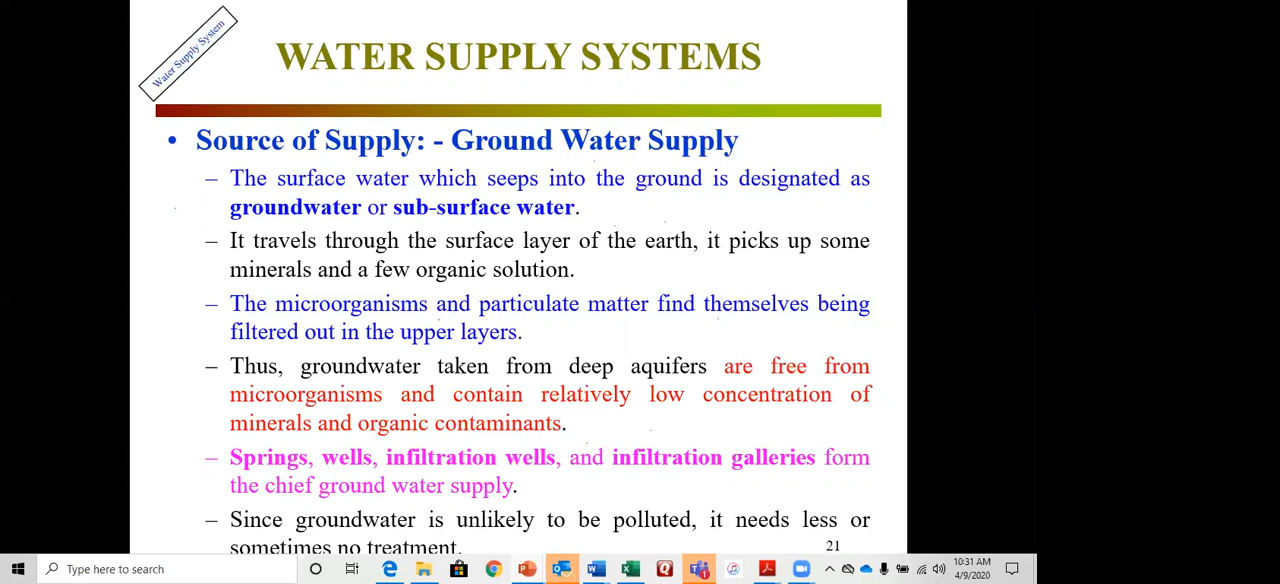 Water Supply System
WATER SUPPLY SYSTEMS
• Source of Supply: - Ground Water Supply
– The surface water which seeps into the ground is designated as
groundwater or sub-surface water.
– It travels through the surface layer of the earth, it picks up some
minerals and a few organic solution.
– The microorganisms and particulate matter find themselves being
filtered out in the upper layers.
– Thus, groundwater taken from deep aquifers are free from
microorganisms and contain relatively low concentration of
minerals and organic contaminants.
– Springs, wells, infiltration wells, and infiltration galleries form
the chief ground water supply.
– Since groundwater is unlikely to be polluted, it needs less or
sometimes no treatment.
21
Type here to search
10:31 AM
4/9/2020